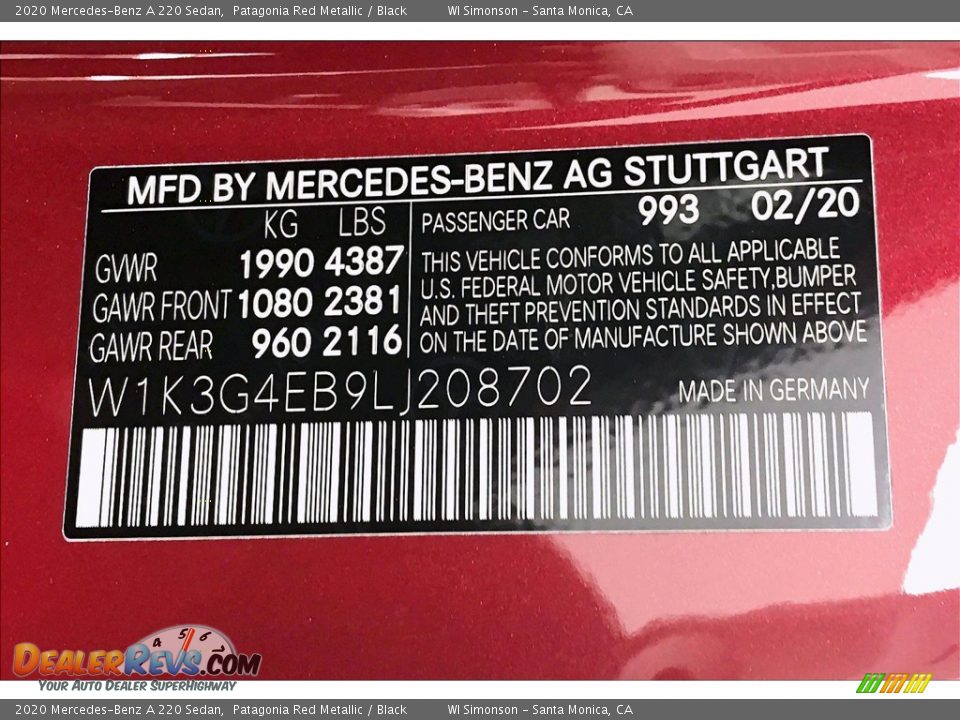 2020 Mercedes-Benz A 220 Sedan, Patagonia Red Metallic / Black WI Simonson - Santa Monica, CA
MFD BY MERCEDES-BENZ AG STUTTGART
KG LBS
GVWR 1990 4387
GAWR FRONT 1080 2381
GAWR REAR 960 2116
PASSENGER CAR 993 02/20
THIS VEHICLE CONFORMS TO ALL APPLICABLE
U.S. FEDERAL MOTOR VEHICLE SAFETY,BUMPER
AND THEFT PREVENTION STANDARDS IN EFFECT
ON THE DATE OF MANUFACTURE SHOWN ABOVE
W1K3G4EB9LJ208702 MADE IN GERMANY
4 5 6
DEALERREVS.COM
YOUR AUTO DEALER SUPERHIGHWAY
2020 Mercedes-Benz A 220 Sedan, Patagonia Red Metallic / Black WI Simonson - Santa Monica, CA